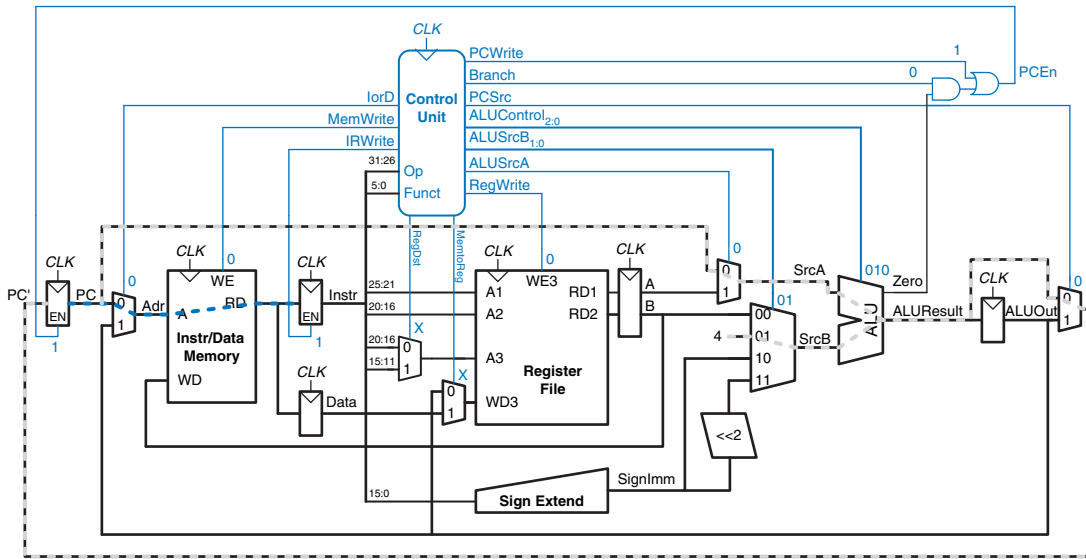 CLK
PCWrite
1
Branch
0
PCEn
IorD
Control
Unit
PCSrc
MemWrite
ALUControl2:0
IRWrite
ALUSrcB1:0
31:26
Op
ALUSrcA
5:0
Funct
RegWrite
RegDst
MemtoReg
CLK
CLK
CLK
CLK
CLK
CLK
0
0
0
0
010
0
PC'
PC
EN
1
0
1
Adr
A
WE
RD
Instr/Data
Memory
WD
EN
1
Instr
25:21
20:16
20:16
15:11
X
0
1
CLK
Data
X
0
1
A1
A2
A3
WD3
WE3
RD1
RD2
Register
File
A
B
0
1
SrcA
01
00
01
10
11
4
SrcB
ALU
Zero
ALUResult
ALUOut
0
1
<<2
SignImm
15:0
Sign Extend